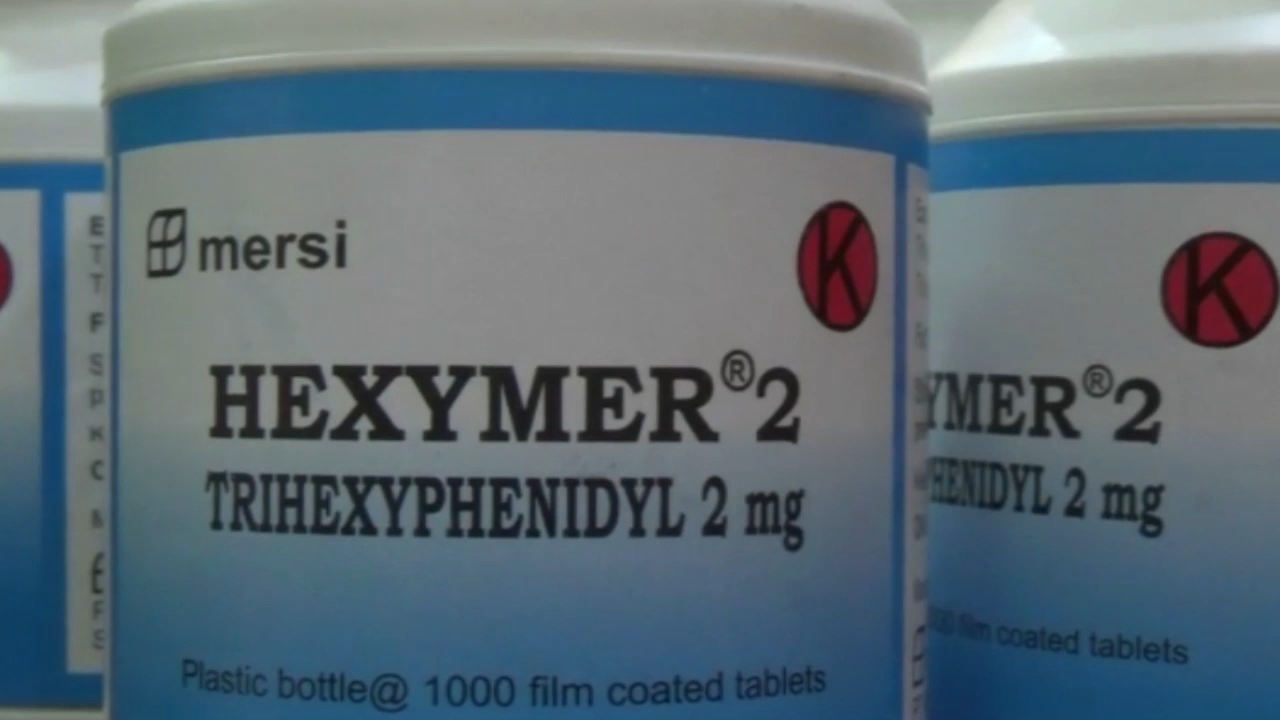 mersi
K
HEXYMER®2
TRIHEXYPHENIDYL 2 mg
Plastic bottle@ 1000 film coated tablets
K
YMER®2
HENIDYL 2 mg
film coated tablets